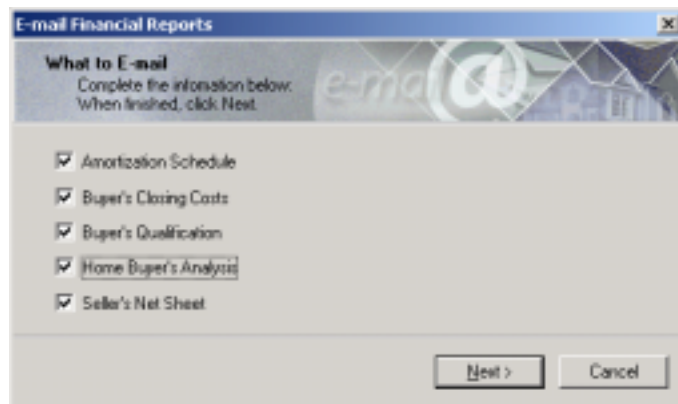 E-mail Financial Reports
What to E-mail
Complete the infomation below.
When finished, click Next.
e-mail @
Amortization Schedule
Buyer's Closing Costs
Buyer's Qualification
Home Buyer's Analysis
Seller's Net Sheet
Next >
Cancel